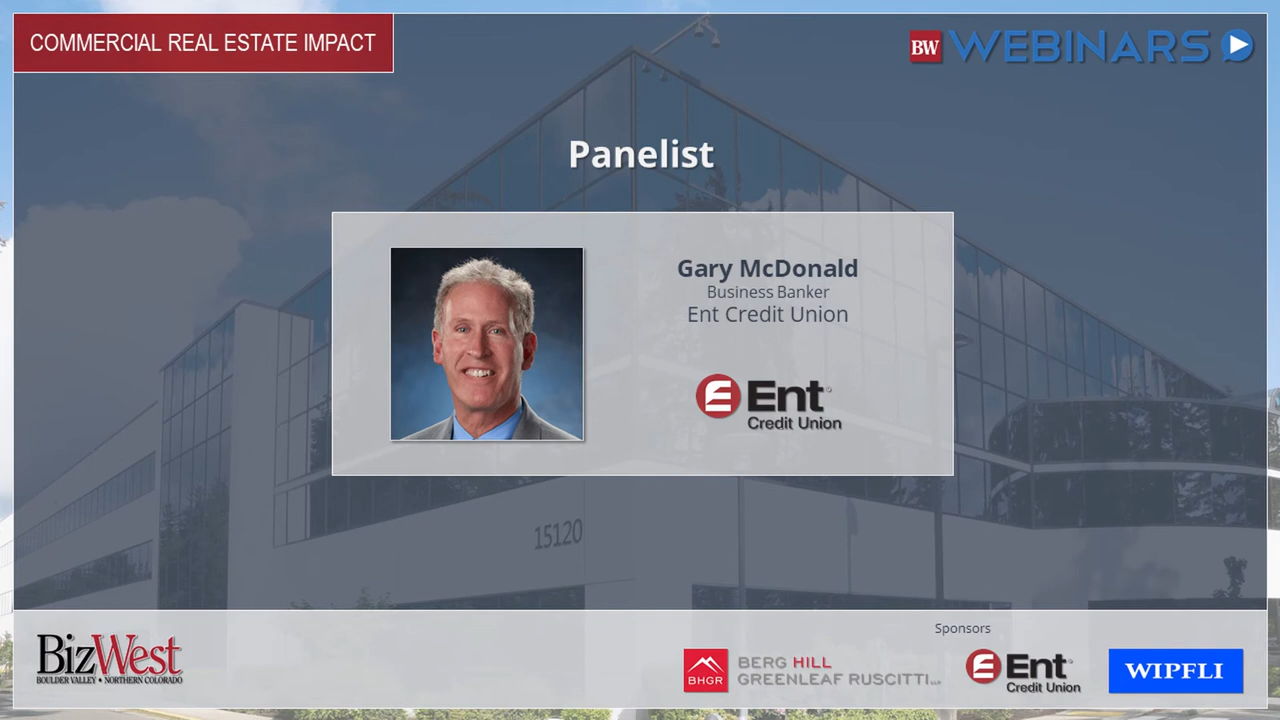 COMMERCIAL REAL ESTATE IMPACT
BW WEBINARS
Panelist
Gary McDonald
Business Banker
Ent Credit Union
Ent
Credit Union
15120
Sponsors
BizWest
BOULDER VALLEY • NORTHERN COLORADO
BHGR
BERG HILL
GREENLEAF RUSCITTI LLP
Ent
Credit Union
WIPFLI